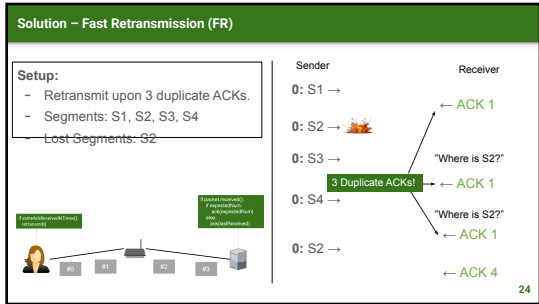 Solution – Fast Retransmission (FR)
Setup:
- Retransmit upon 3 duplicate ACKs.
- Segments: S1, S2, S3, S4
- Lost Segments: S2
if sameAckReceivedNTimes():
retransmit()
if packet.received():
if expectedNum:
ack(expectedNum)
else:
ack(lastReceived)
#0
#1
#2
#3
Sender
Receiver
0: S1 →
← ACK 1
0: S2 →
0: S3 →
"Where is S2?"
3 Duplicate ACKs!
← ACK 1
0: S4 →
"Where is S2?"
← ACK 1
0: S2 →
← ACK 4
24